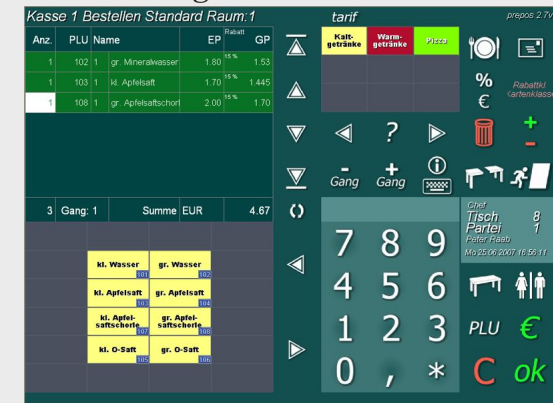 Kasse 1 Bestellen Standard Raum:1
tarif
prepos 2.7
Anz. PLU Name EP Rabatt GP
1 102 1 gr. Mineralwasser 1.80 15 % 1.53
1 103 1 kl. Apfelsaft 1.70 15 % 1.445
1 108 1 gr. Apfelsaftschorl 2.00 15 % 1.70
3 Gang: 1 Summe EUR 4.67
Kalt-
getränke
Warm-
getränke
Pizza
%
€
Rabattkl
Kartenklasse
?
+
-
-
Gang
+
Gang
Chef
Tisch 8
Partei 1
Peter Raab
Mo 25.06.2007 16:56:11
kl. Wasser
101
gr. Wasser
102
kl. Apfelsaft
103
gr. Apfelsaft
104
kl. Apfel-
saftschorle
107
gr. Apfel-
saftschorle
108
kl. O-Saft
105
gr. O-Saft
106
7 8 9
4 5 6
1 2 3
0 , *
PLU €
C ok